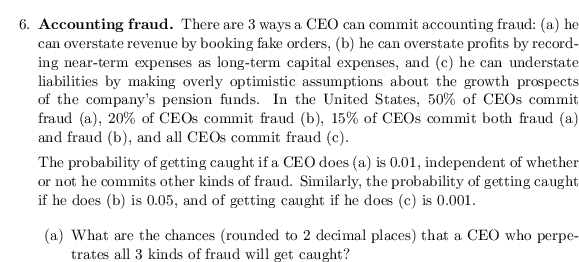 6. Accounting fraud. There are 3 ways a CEO can commit accounting fraud: (a) he
can overstate revenue by booking fake orders, (b) he can overstate profits by record-
ing near-term expenses as long-term capital expenses, and (c) he can understate
liabilities by making overly optimistic assumptions about the growth prospects
of the company's pension funds. In the United States, 50% of CEOs commit
fraud (a), 20% of CEOs commit fraud (b), 15% of CEOs commit both fraud (a)
and fraud (b), and all CEOs commit fraud (c).
The probability of getting caught if a CEO does (a) is 0.01, independent of whether
or not he commits other kinds of fraud. Similarly, the probability of getting caught
if he does (b) is 0.05, and of getting caught if he does (c) is 0.001.
(a) What are the chances (rounded to 2 decimal places) that a CEO who perpe-
trates all 3 kinds of fraud will get caught?